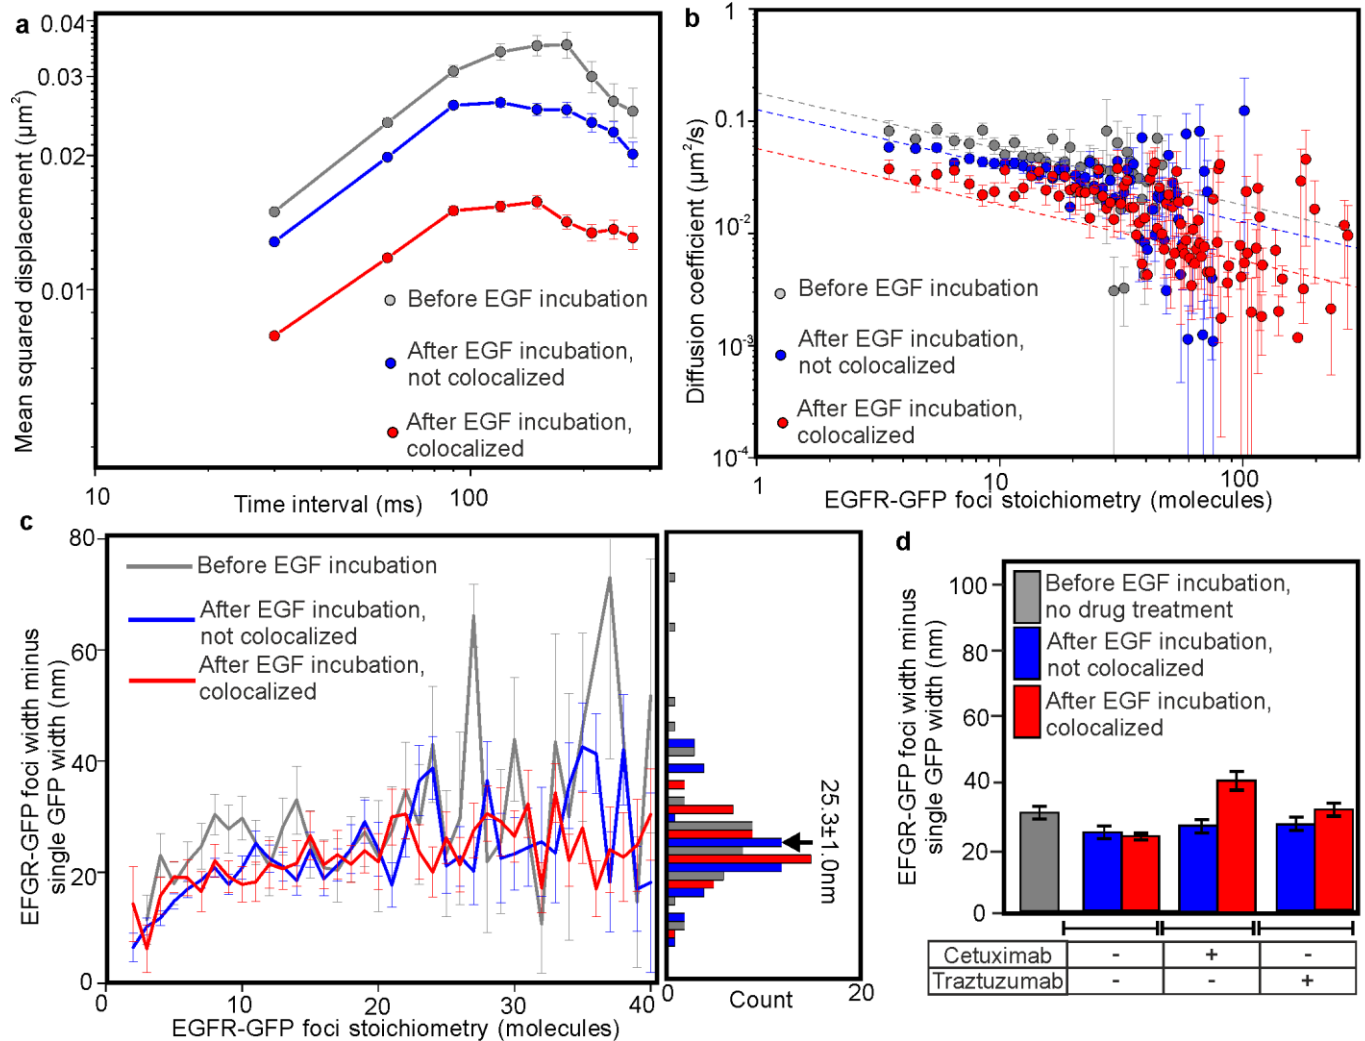 a
0.04
0.03
0.02
0.01
Mean squared displacement (µm²)
Before EGF incubation
After EGF incubation,
not colocalized
After EGF incubation,
colocalized
10
100
Time interval (ms)
b
1
0.1
10⁻²
10⁻³
10⁻⁴
Diffusion coefficient (µm²/s)
Before EGF incubation
After EGF incubation,
not colocalized
After EGF incubation,
colocalized
1
10
100
EGFR-GFP foci stoichiometry (molecules)
c
80
60
40
20
0
EFGR-GFP foci width minus
single GFP width (nm)
Before EGF incubation
After EGF incubation,
not colocalized
After EGF incubation,
colocalized
0
10
20
30
40
EGFR-GFP foci stoichiometry (molecules)
25.3±1.0nm
0
20
Count
d
100
80
60
40
20
0
EFGR-GFP foci width minus
single GFP width (nm)
Before EGF incubation,
no drug treatment
After EGF incubation,
not colocalized
After EGF incubation,
colocalized
Cetuximab - + -
Traztuzumab - - +